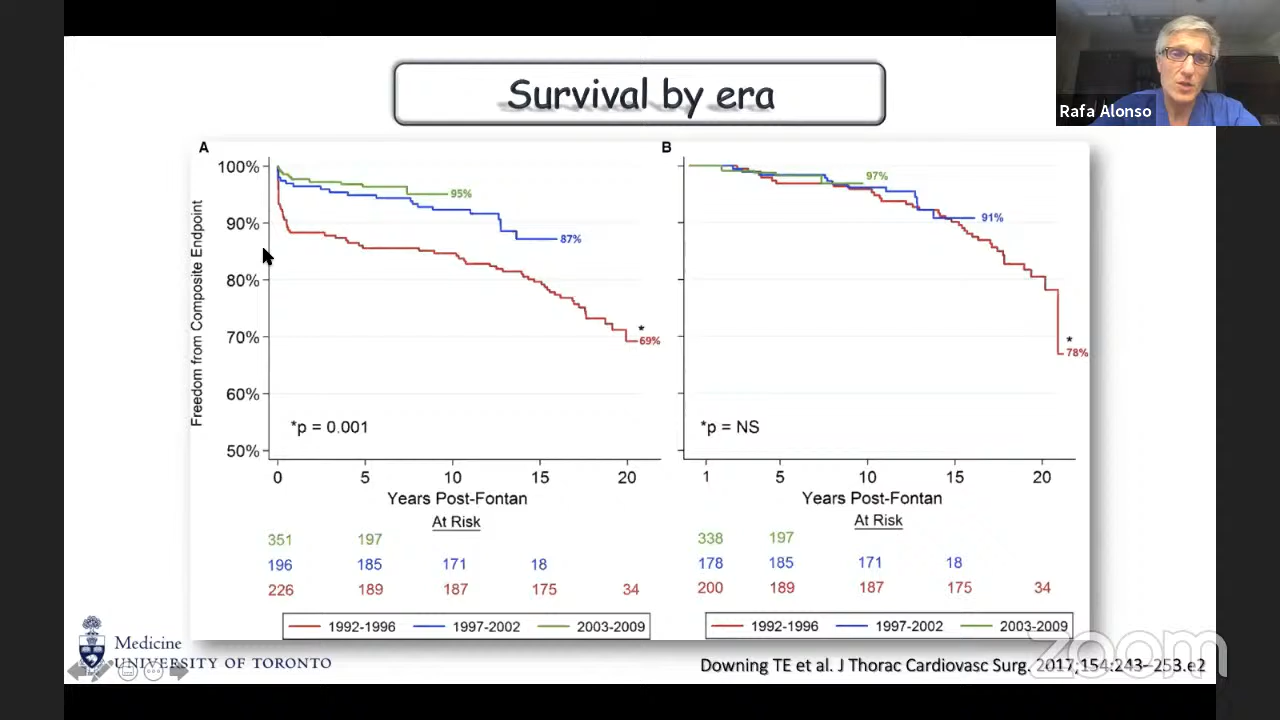 Rafa Alonso
Survival by era
A
B
Freedom from Composite Endpoint
100%
90%
80%
70%
60%
50%
95%
87%
*
69%
*p = 0.001
0 5 10 15 20
Years Post-Fontan
At Risk
351 197
196 185 171 18
226 189 187 175 34
1992-1996 1997-2002 2003-2009
97%
91%
*
78%
*p = NS
1 5 10 15 20
Years Post-Fontan
At Risk
338 197
178 185 171 18
200 189 187 175 34
1992-1996 1997-2002 2003-2009
Medicine
UNIVERSITY OF TORONTO
Downing TE et al. J Thorac Cardiovasc Surg. 2017;154:243–253.e2
zoom